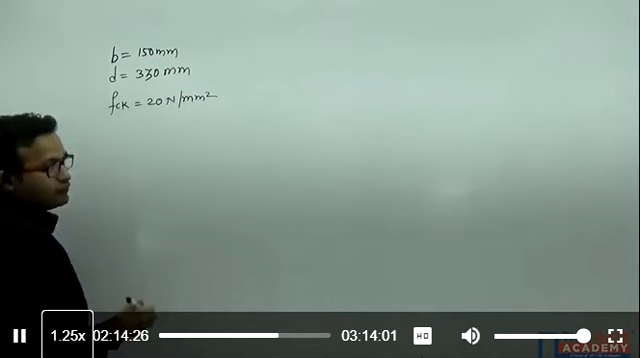 b = 150mm
d = 330 mm
fck = 20 N/mm²
1.25x 02:14:26 03:14:01 HD
ACADEMY